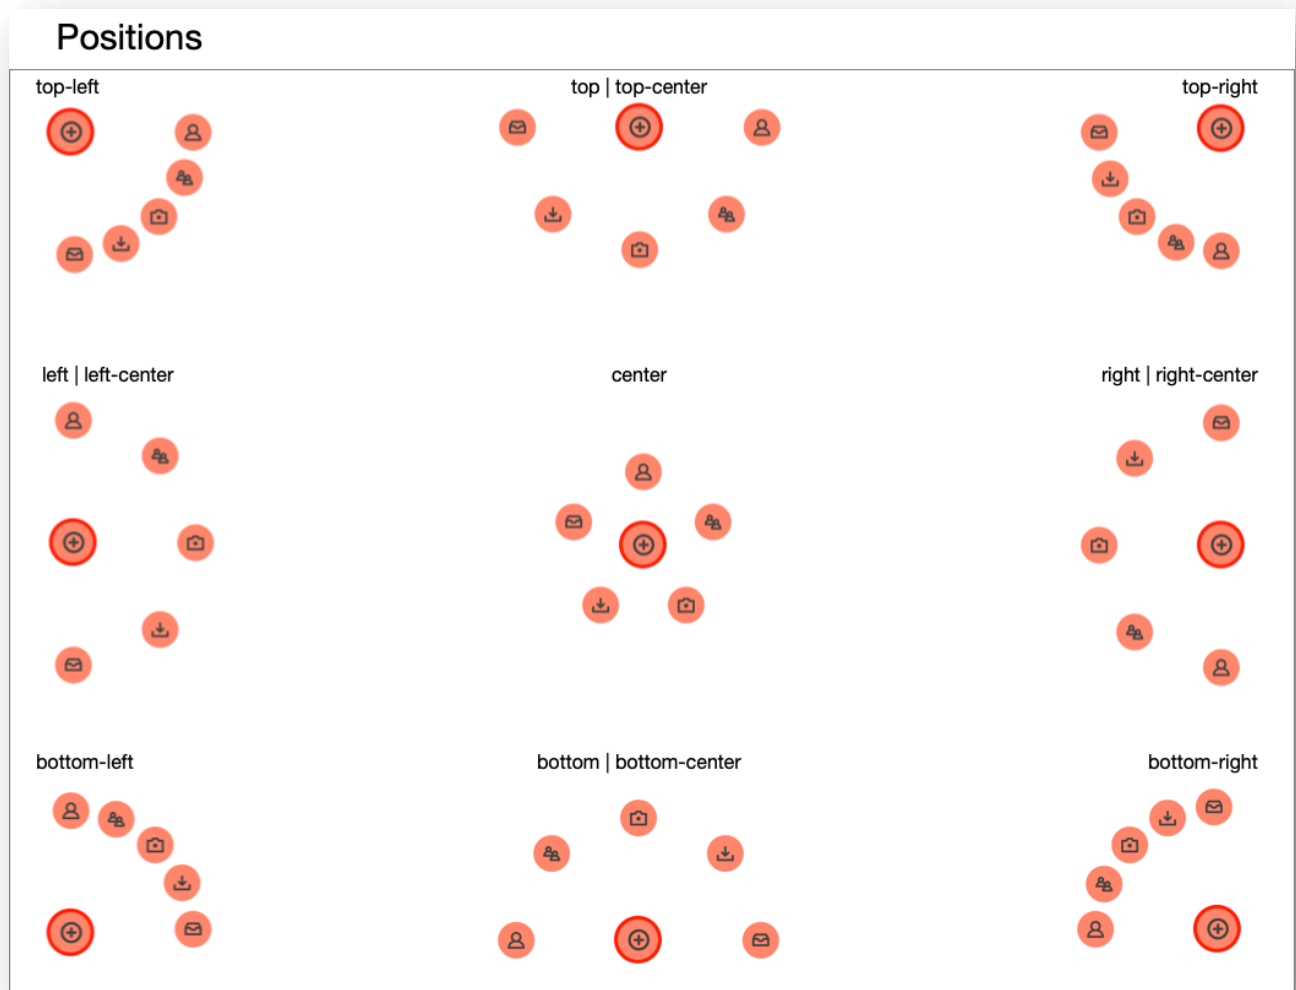 Positions
top-left
top | top-center
top-right
left | left-center
center
right | right-center
bottom-left
bottom | bottom-center
bottom-right